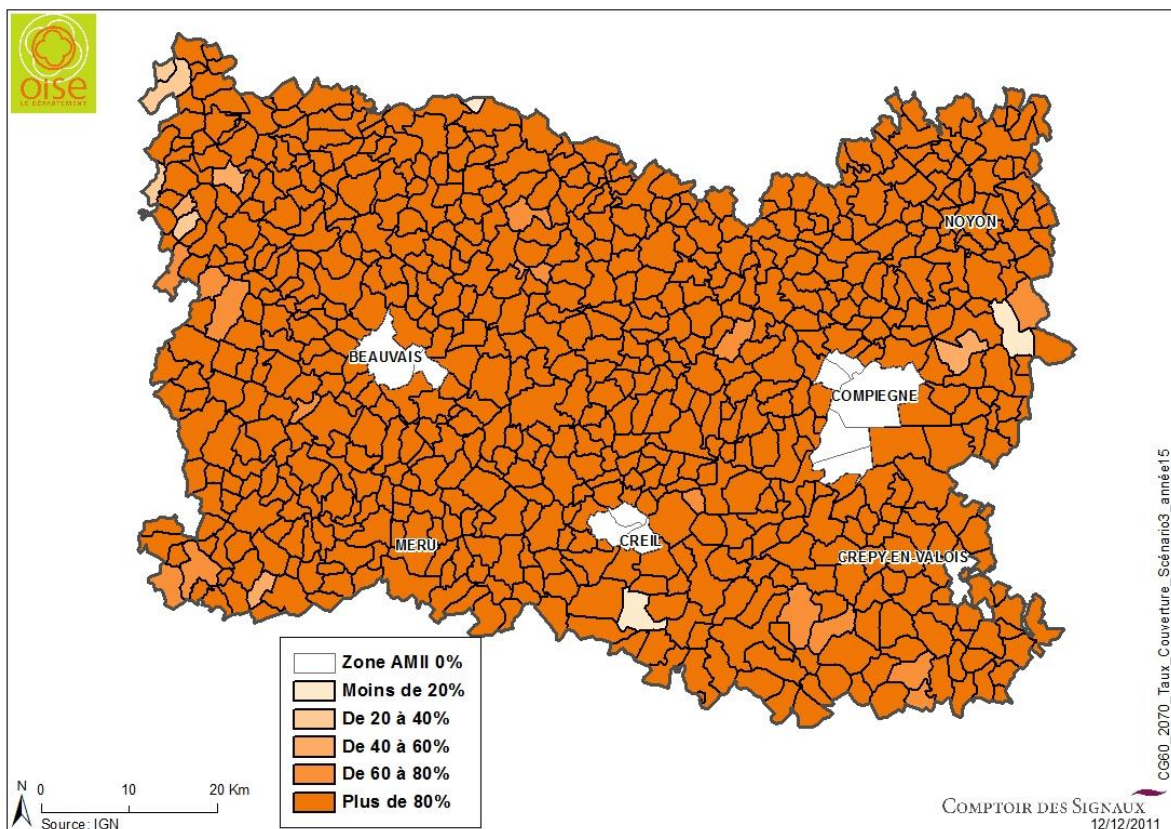 oise
LE DÉPARTEMENT
NOYON
BEAUVAIS
COMPIEGNE
CREIL
MERU
CREPY-EN-VALOIS
Zone AMII 0%
Moins de 20%
De 20 à 40%
De 40 à 60%
De 60 à 80%
Plus de 80%
N
0 10 20 Km
Source: IGN
CG60_2070_Taux_Couverture_Scénario3_année15
COMPTOIR DES SIGNAUX
12/12/2011